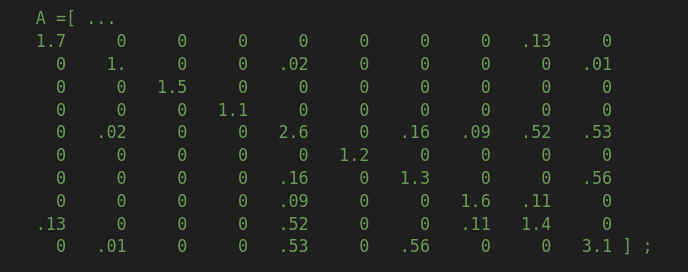 A =[ ...
1.7 0 0 0 0 0 0 0 .13 0
0 1. 0 0 .02 0 0 0 0 .01
0 0 1.5 0 0 0 0 0 0 0
0 0 0 1.1 0 0 0 0 0 0
0 .02 0 0 2.6 0 .16 .09 .52 .53
0 0 0 0 0 1.2 0 0 0 0
0 0 0 0 .16 0 1.3 0 0 .56
0 0 0 0 .09 0 0 1.6 .11 0
.13 0 0 0 .52 0 0 .11 1.4 0
0 .01 0 0 .53 0 .56 0 0 3.1 ] ;